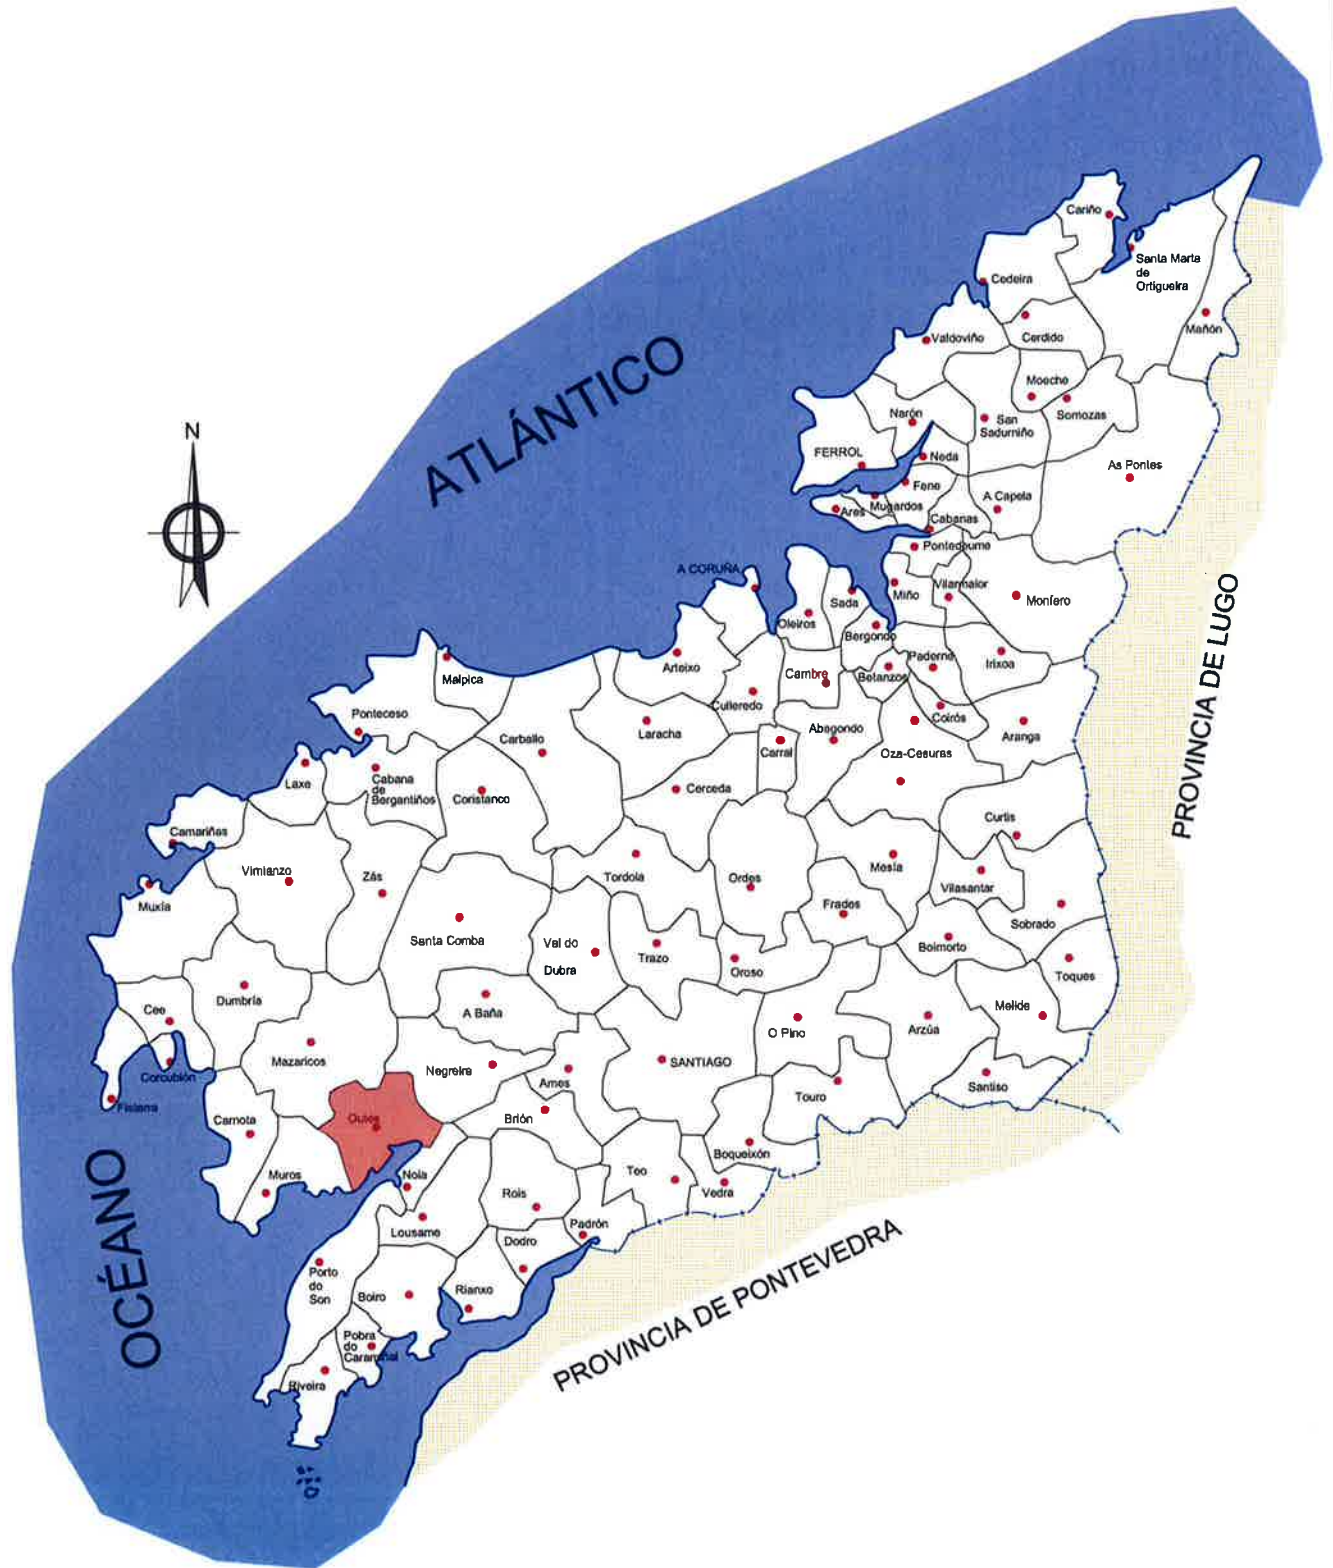 Cariño
Santa Marta
de
Ortigueira
Cedeira
Mañón
Valdoviño
Cerdido
Moeche
Somozas
Narón
San
Sadurniño
FERROL
Neda
As Pontes
Fene
A Capela
Mugardos
Ares
Cabanas
Pontedeume
ATLÁNTICO
N
A CORUÑA
Miño
Vilarmaior
Monfero
Sada
Oleiros
Bergondo
PROVINCIA DE LUGO
Arteixo
Paderne
Irixoa
Malpica
Cambre
Betanzos
Culleredo
Coirós
Ponteceso
Carballo
Laracha
Abegondo
Aranga
Carral
Oza-Cesuras
Laxe
Cabana
de
Bergantiños
Coristanco
Cerceda
Curtis
Camariñas
Vimianzo
Zás
Tordoia
Ordes
Mesía
Vilasantar
Muxía
Frades
Sobrado
Santa Comba
Val do
Dubra
Trazo
Oroso
Boimorto
Toques
Dumbría
Cee
A Baña
O Pino
Arzúa
Melide
Mazaricos
Negreira
SANTIAGO
Corcubión
Ames
Santiso
Fisterra
Touro
Carnota
Outes
Brión
Boqueixón
Muros
Noia
Teo
Vedra
Rois
Lousame
Padrón
Dodro
Porto
do
Son
Boiro
Rianxo
Pobra
do
Caramiñal
Riveira
OCÉANO
PROVINCIA DE PONTEVEDRA